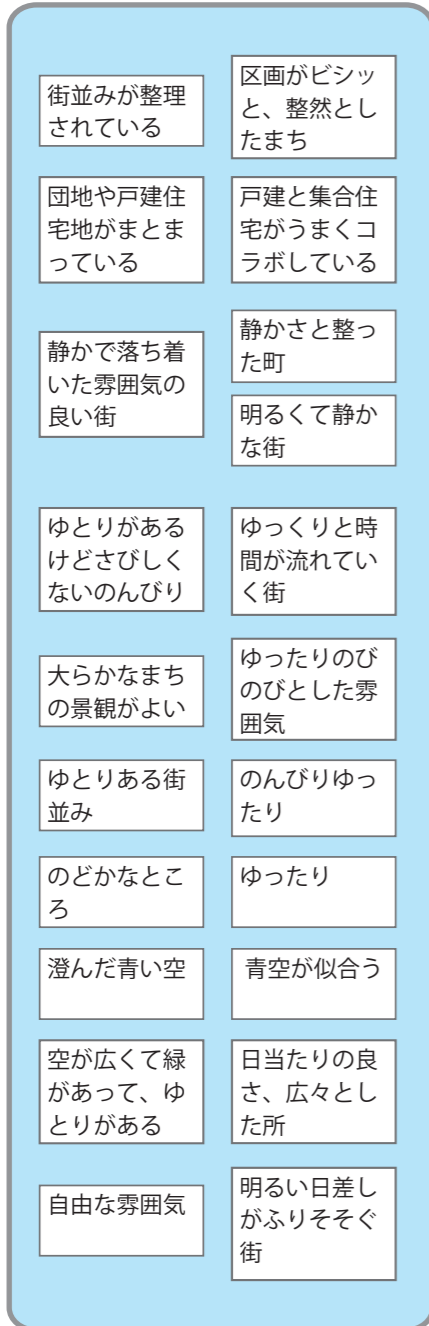 街並みが整理
されている
区画がビシッ
と、整然とし
たまち
団地や戸建住
宅地がまとま
っている
戸建と集合住
宅がうまくコ
ラボしている
静かで落ち着
いた雰囲気の
良い街
静かさと整っ
た町
明るくて静か
な街
ゆとりがある
けどさびしく
ないのんびり
ゆっくりと時
間が流れてい
く街
大らかなまち
の景観がよい
ゆったりのび
のびとした雰
囲気
ゆとりある街
並み
のんびりゆっ
たり
のどかなとこ
ろ
ゆったり
澄んだ青い空
青空が似合う
空が広くて緑
があって、ゆ
とりがある
日当たりの良
さ、広々とし
た所
自由な雰囲気
明るい日差し
がふりそそぐ
街